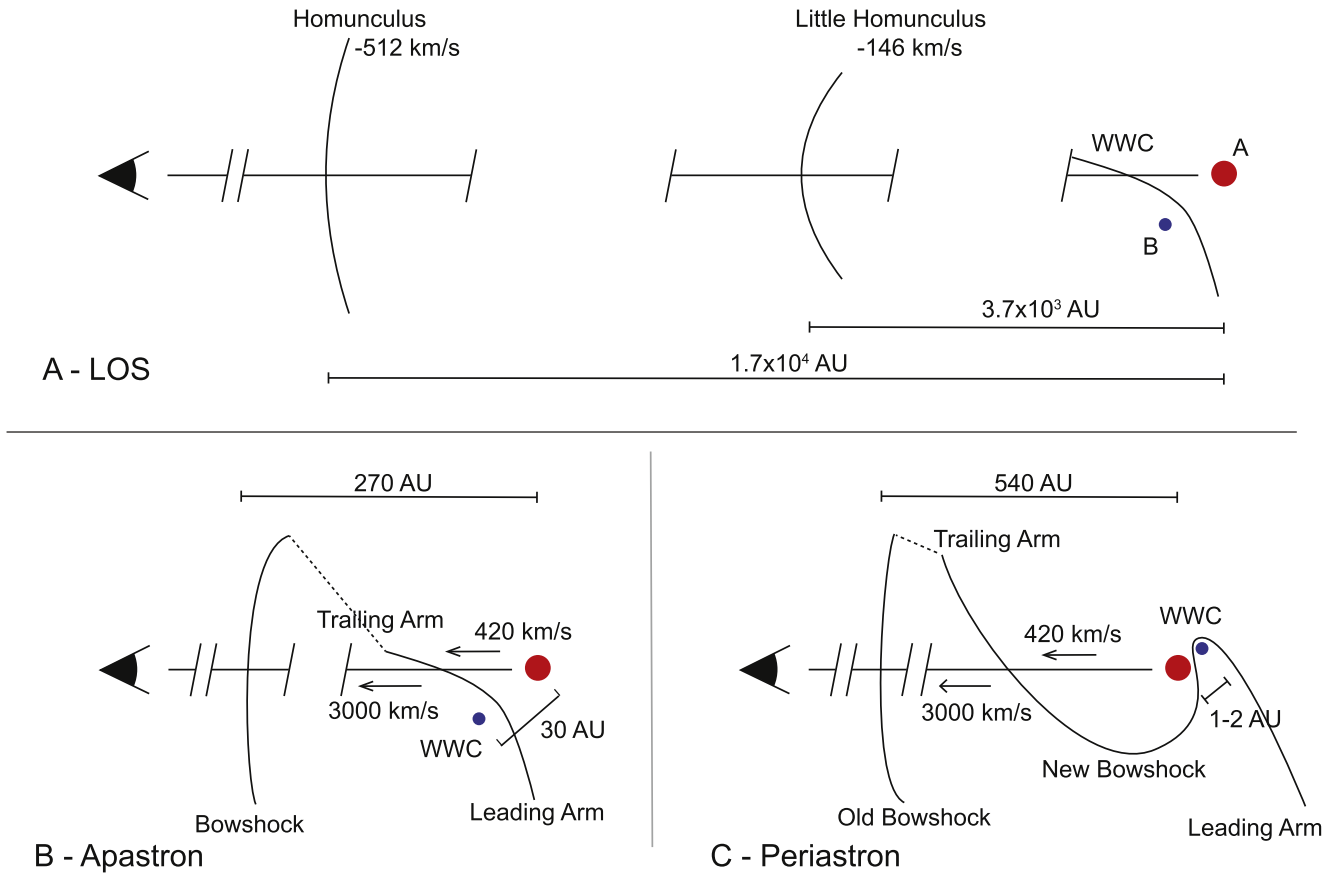 Homunculus
-512 km/s
Little Homunculus
-146 km/s
WWC
A
B
3.7x10³ AU
1.7x10⁴ AU
A - LOS
270 AU
Trailing Arm
420 km/s
3000 km/s
WWC
30 AU
Bowshock
Leading Arm
B - Apastron
540 AU
Trailing Arm
WWC
420 km/s
3000 km/s
1-2 AU
New Bowshock
Old Bowshock
Leading Arm
C - Periastron